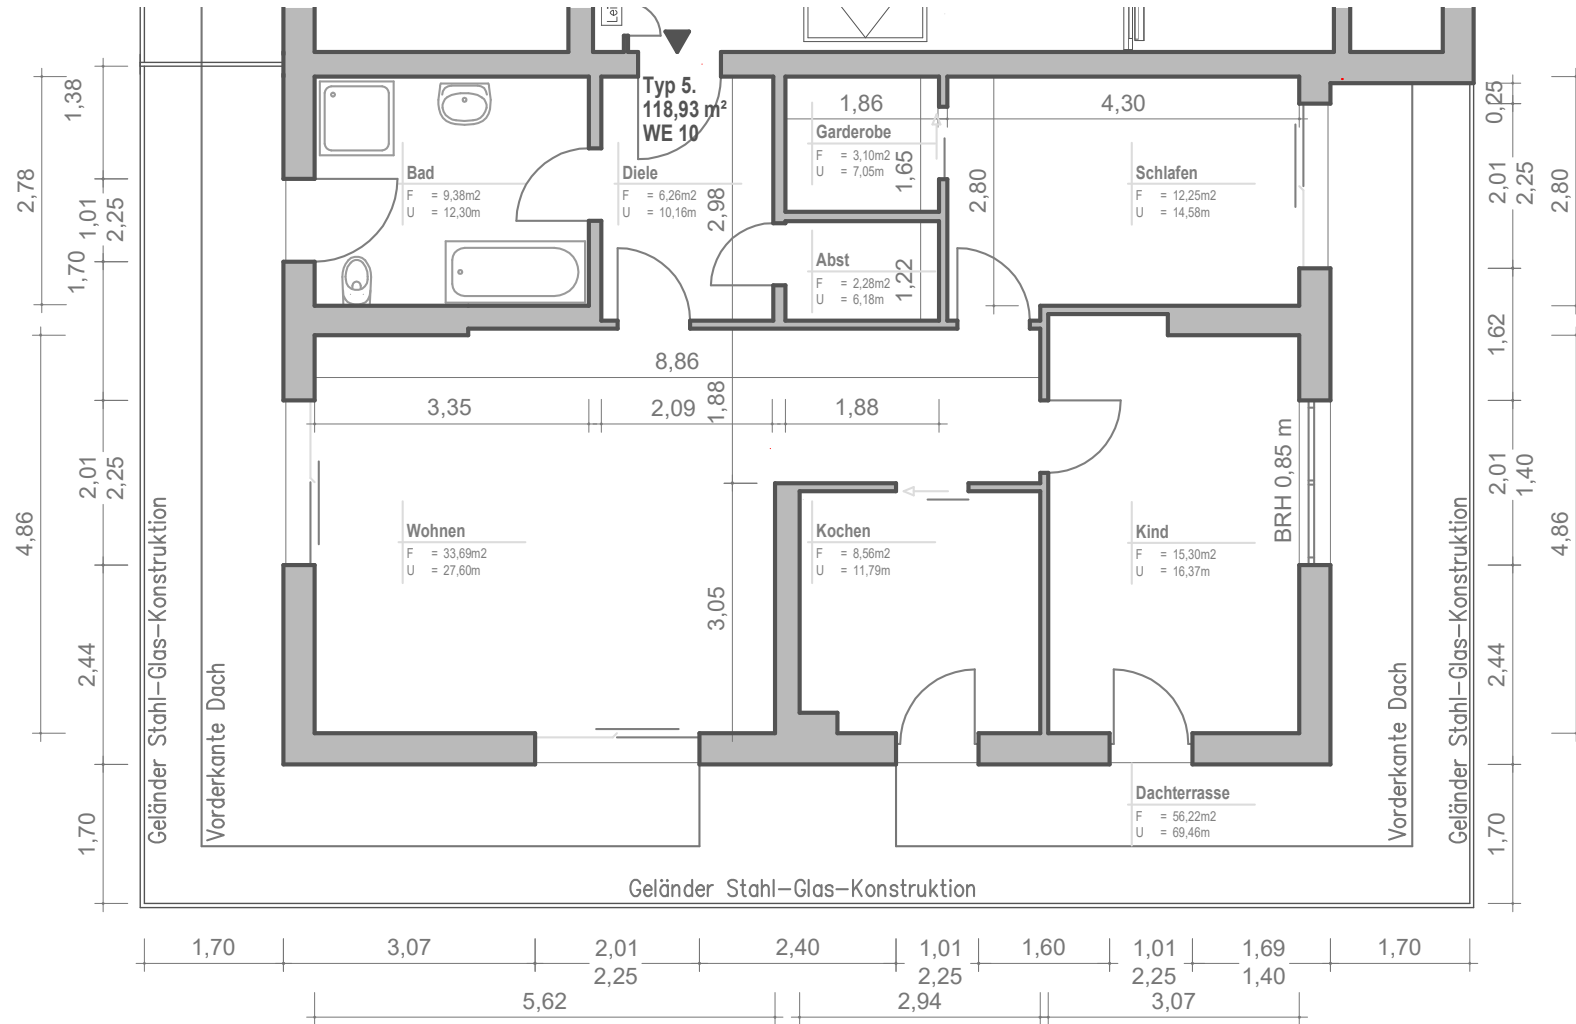 Lei
Typ 5.
118,93 m²
WE 10
1,86
4,30
Garderobe
F = 3,10m2
U = 7,05m
1,65
Bad
F = 9,38m2
U = 12,30m
Diele
F = 6,26m2
U = 10,16m
2,98
2,80
Schlafen
F = 12,25m2
U = 14,58m
Abst
F = 2,28m2
U = 6,18m
1,22
8,86
3,35
2,09
1,88
1,88
3,05
Wohnen
F = 33,69m2
U = 27,60m
Kochen
F = 8,56m2
U = 11,79m
Kind
F = 15,30m2
U = 16,37m
BRH 0,85 m
Dachterrasse
F = 56,22m2
U = 69,46m
Geländer Stahl-Glas-Konstruktion
Vorderkante Dach
Vorderkante Dach
Geländer Stahl-Glas-Konstruktion
Geländer Stahl-Glas-Konstruktion
1,38
2,78
1,01
2,25
1,70
2,01
2,25
4,86
2,44
1,70
0,25
2,01
2,25
2,80
1,62
2,01
1,40
4,86
2,44
1,70
1,70
3,07
2,01
2,25
2,40
1,01
2,25
1,60
1,01
2,25
1,69
1,40
1,70
5,62
2,94
3,07